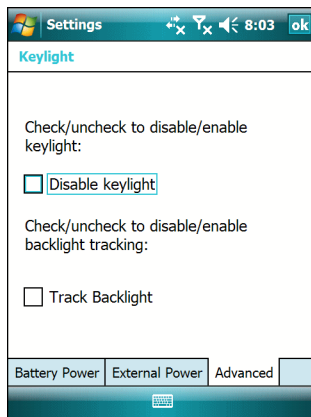 Settings 8:03 ok
Keylight
Check/uncheck to disable/enable
keylight:
Disable keylight
Check/uncheck to disable/enable
backlight tracking:
Track Backlight
Battery Power External Power Advanced